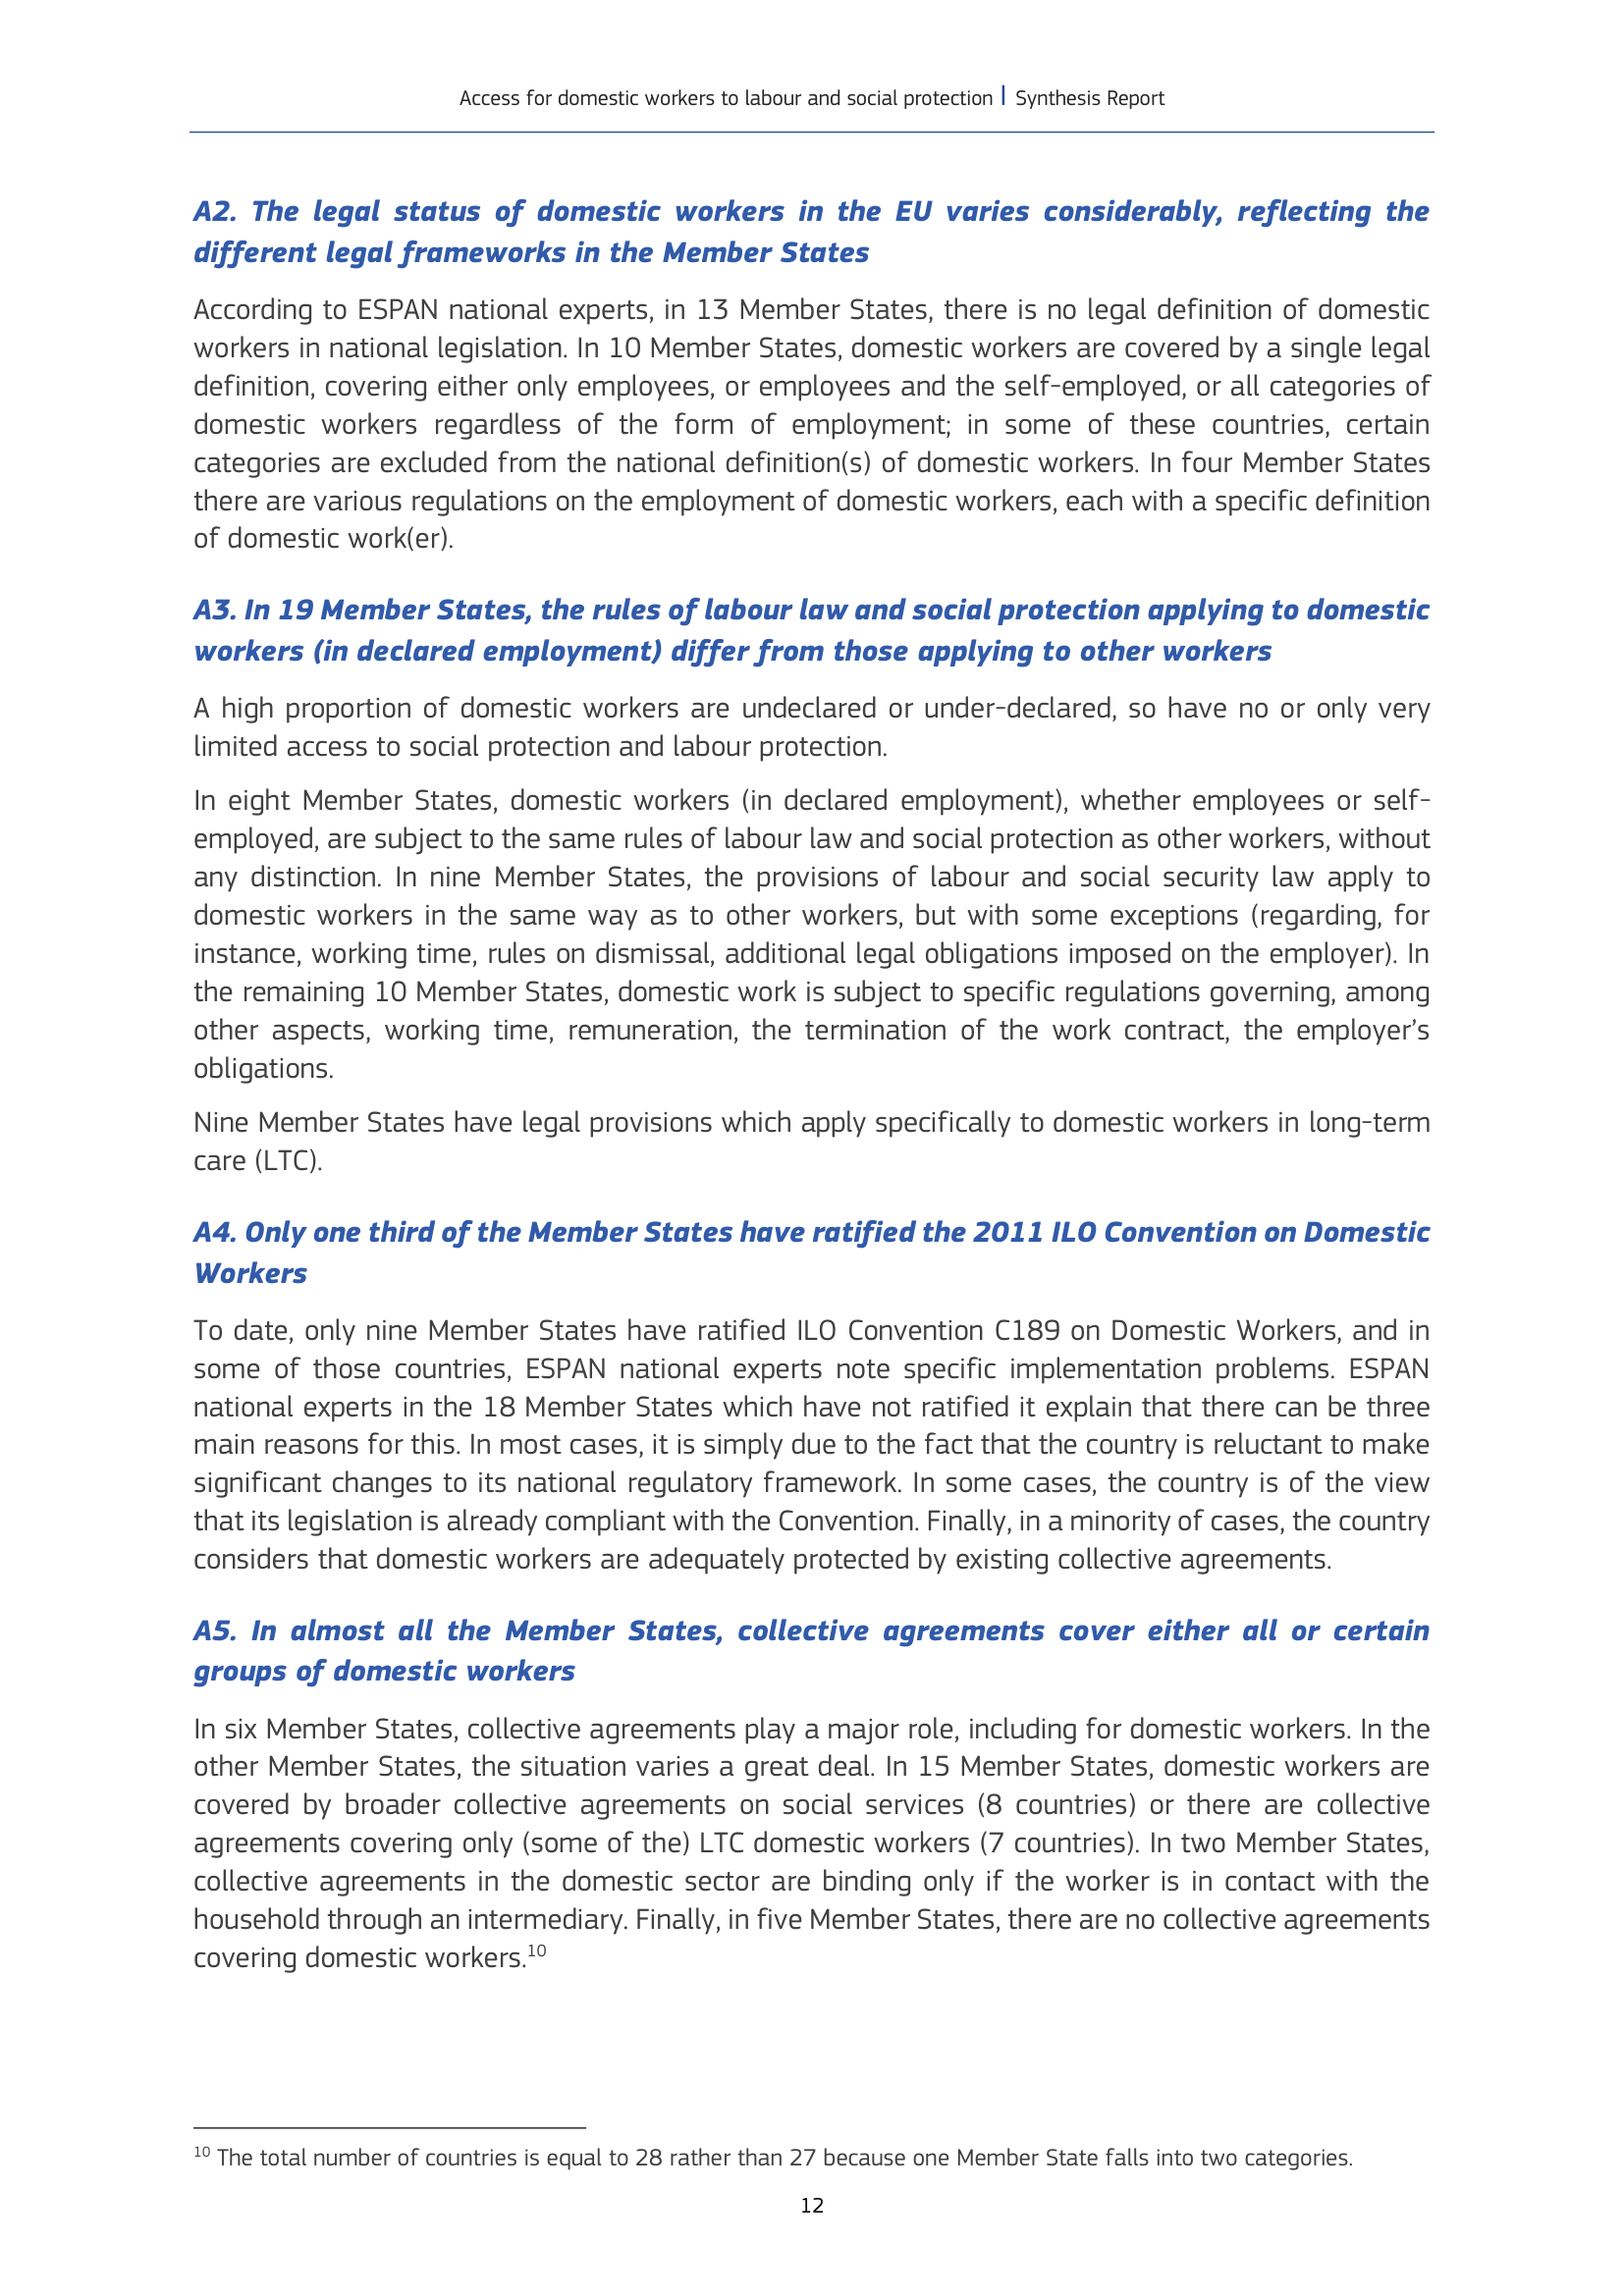 Access for domestic workers to labour and social protection | Synthesis Report
A2. The legal status of domestic workers in the EU varies considerably, reflecting the
different legal frameworks in the Member States
According to ESPAN national experts, in 13 Member States, there is no legal definition of domestic
workers in national legislation. In 10 Member States, domestic workers are covered by a single legal
definition, covering either only employees, or employees and the self-employed, or all categories of
domestic workers regardless of the form of employment; in some of these countries, certain
categories are excluded from the national definition(s) of domestic workers. In four Member States
there are various regulations on the employment of domestic workers, each with a specific definition
of domestic work(er).
A3. In 19 Member States, the rules of labour law and social protection applying to domestic
workers (in declared employment) differ from those applying to other workers
A high proportion of domestic workers are undeclared or under-declared, so have no or only very
limited access to social protection and labour protection.
In eight Member States, domestic workers (in declared employment), whether employees or self-
employed, are subject to the same rules of labour law and social protection as other workers, without
any distinction. In nine Member States, the provisions of labour and social security law apply to
domestic workers in the same way as to other workers, but with some exceptions (regarding, for
instance, working time, rules on dismissal, additional legal obligations imposed on the employer). In
the remaining 10 Member States, domestic work is subject to specific regulations governing, among
other aspects, working time, remuneration, the termination of the work contract, the employer’s
obligations.
Nine Member States have legal provisions which apply specifically to domestic workers in long-term
care (LTC).
A4. Only one third of the Member States have ratified the 2011 ILO Convention on Domestic
Workers
To date, only nine Member States have ratified ILO Convention C189 on Domestic Workers, and in
some of those countries, ESPAN national experts note specific implementation problems. ESPAN
national experts in the 18 Member States which have not ratified it explain that there can be three
main reasons for this. In most cases, it is simply due to the fact that the country is reluctant to make
significant changes to its national regulatory framework. In some cases, the country is of the view
that its legislation is already compliant with the Convention. Finally, in a minority of cases, the country
considers that domestic workers are adequately protected by existing collective agreements.
A5. In almost all the Member States, collective agreements cover either all or certain
groups of domestic workers
In six Member States, collective agreements play a major role, including for domestic workers. In the
other Member States, the situation varies a great deal. In 15 Member States, domestic workers are
covered by broader collective agreements on social services (8 countries) or there are collective
agreements covering only (some of the) LTC domestic workers (7 countries). In two Member States,
collective agreements in the domestic sector are binding only if the worker is in contact with the
household through an intermediary. Finally, in five Member States, there are no collective agreements
covering domestic workers.10
10 The total number of countries is equal to 28 rather than 27 because one Member State falls into two categories.
12